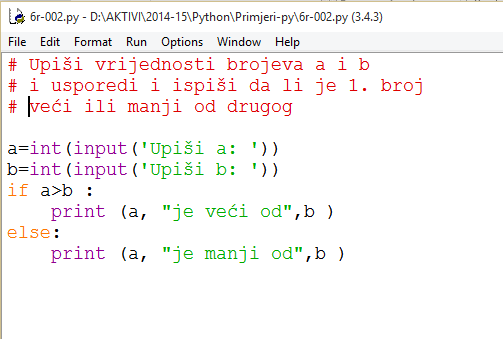 6r-002.py - D:\AKTIVI\2014-15\Python\Primjeri-py\6r-002.py (3.4.3)
File Edit Format Run Options Window Help
# Upiši vrijednosti brojeva a i b
# i usporedi i ispiši da li je 1. broj
# veći ili manji od drugog
a=int(input('Upiši a: '))
b=int(input('Upiši b: '))
if a>b :
    print (a, "je veći od",b )
else:
    print (a, "je manji od",b )